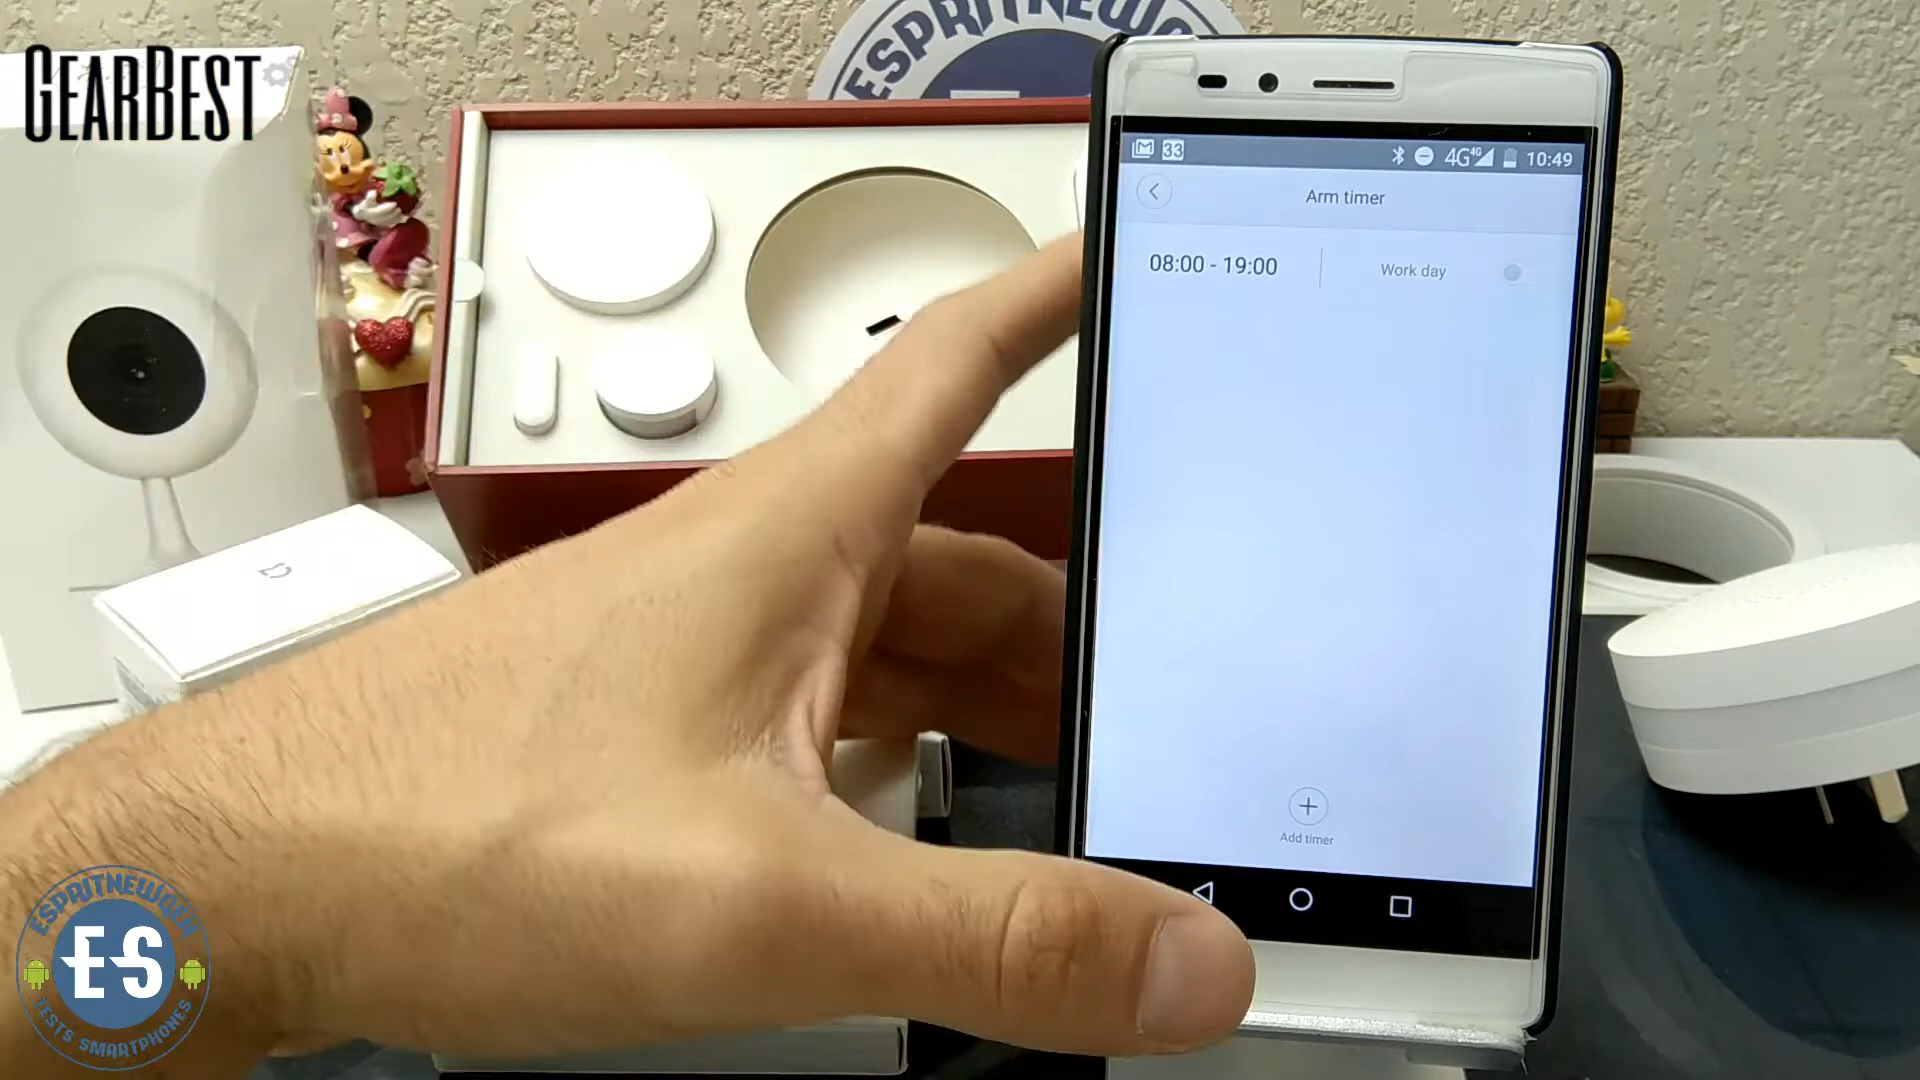 GEARBEST
ESPRITNEWGEN
33
4G
4G
10:49
Arm timer
08:00 - 19:00
Work day
Add timer
ESPRITNEWGEN
ES
TESTS SMARTPHONES